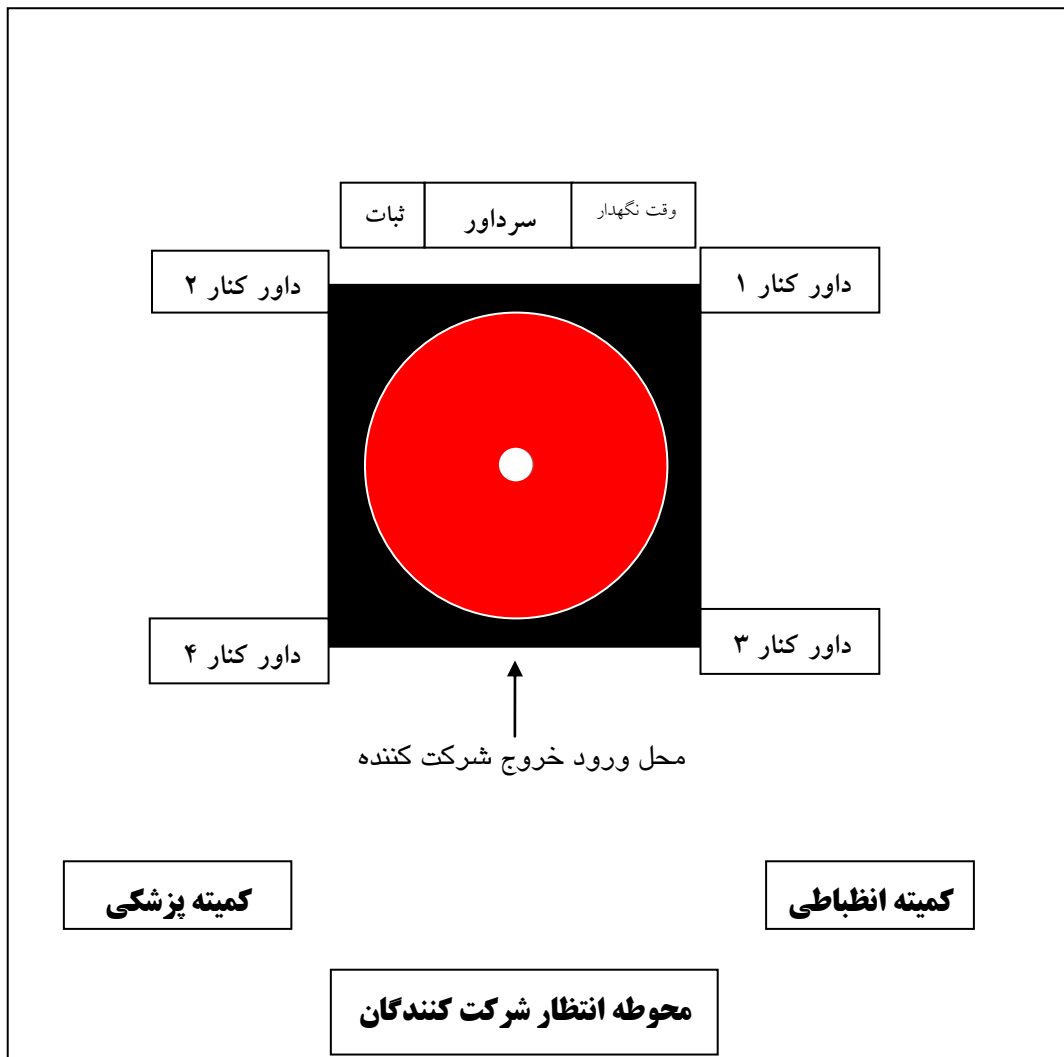 وقت نگهدار
سرداور
ثبات
داور کنار ۱
داور کنار ۲
داور کنار ۳
داور کنار ۴
محل ورود خروج شرکت کننده
کمیته انظباطی
کمیته پزشکی
محوطه انتظار شرکت کنندگان